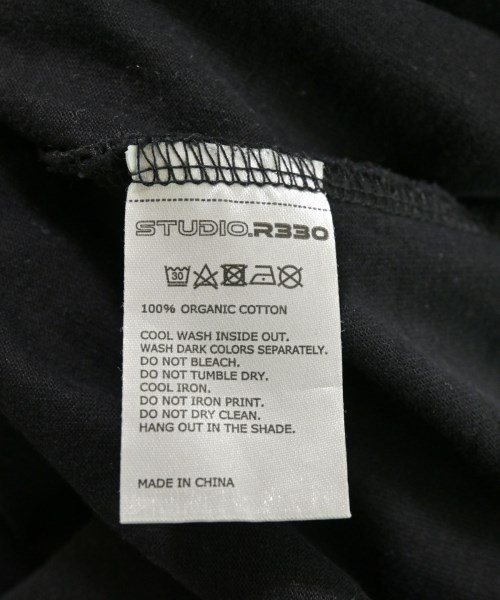 STUDIO.R330
30
100% ORGANIC COTTON
COOL WASH INSIDE OUT.
WASH DARK COLORS SEPARATELY.
DO NOT BLEACH.
DO NOT TUMBLE DRY.
COOL IRON.
DO NOT IRON PRINT.
DO NOT DRY CLEAN.
HANG OUT IN THE SHADE.
MADE IN CHINA